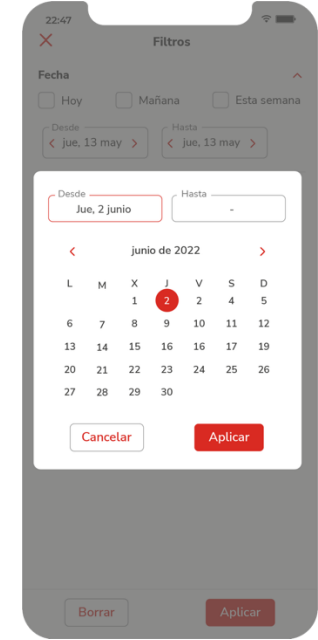 22:47
Filtros
Fecha
Hoy Mañana Esta semana
Desde Hasta
jue, 13 may jue, 13 may
Desde Hasta
Jue, 2 junio -
junio de 2022
L M X J V S D
1 2 2 4 5
6 7 8 9 10 11 12
13 14 15 16 16 17 19
20 21 22 23 24 25 26
27 28 29 30
Cancelar Aplicar
Borrar Aplicar